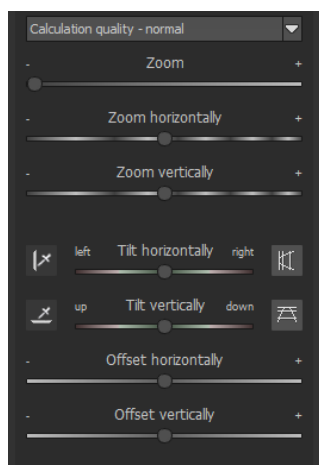 Calculation quality - normal
- Zoom +
- Zoom horizontally +
- Zoom vertically +
left Tilt horizontally right
up Tilt vertically down
- Offset horizontally +
- Offset vertically +